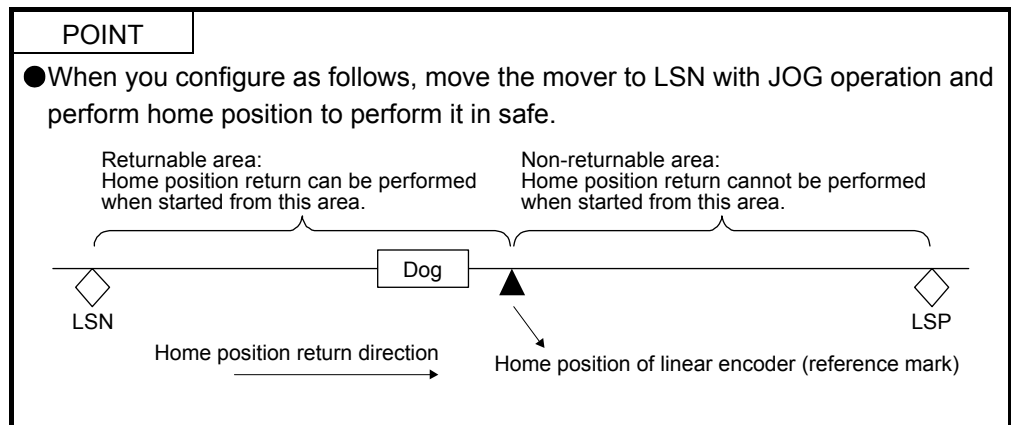 POINT
●When you configure as follows, move the mover to LSN with JOG operation and
perform home position to perform it in safe.
Returnable area:
Home position return can be performed
when started from this area.
Non-returnable area:
Home position return cannot be performed
when started from this area.
Dog
LSN
LSP
Home position return direction
Home position of linear encoder (reference mark)